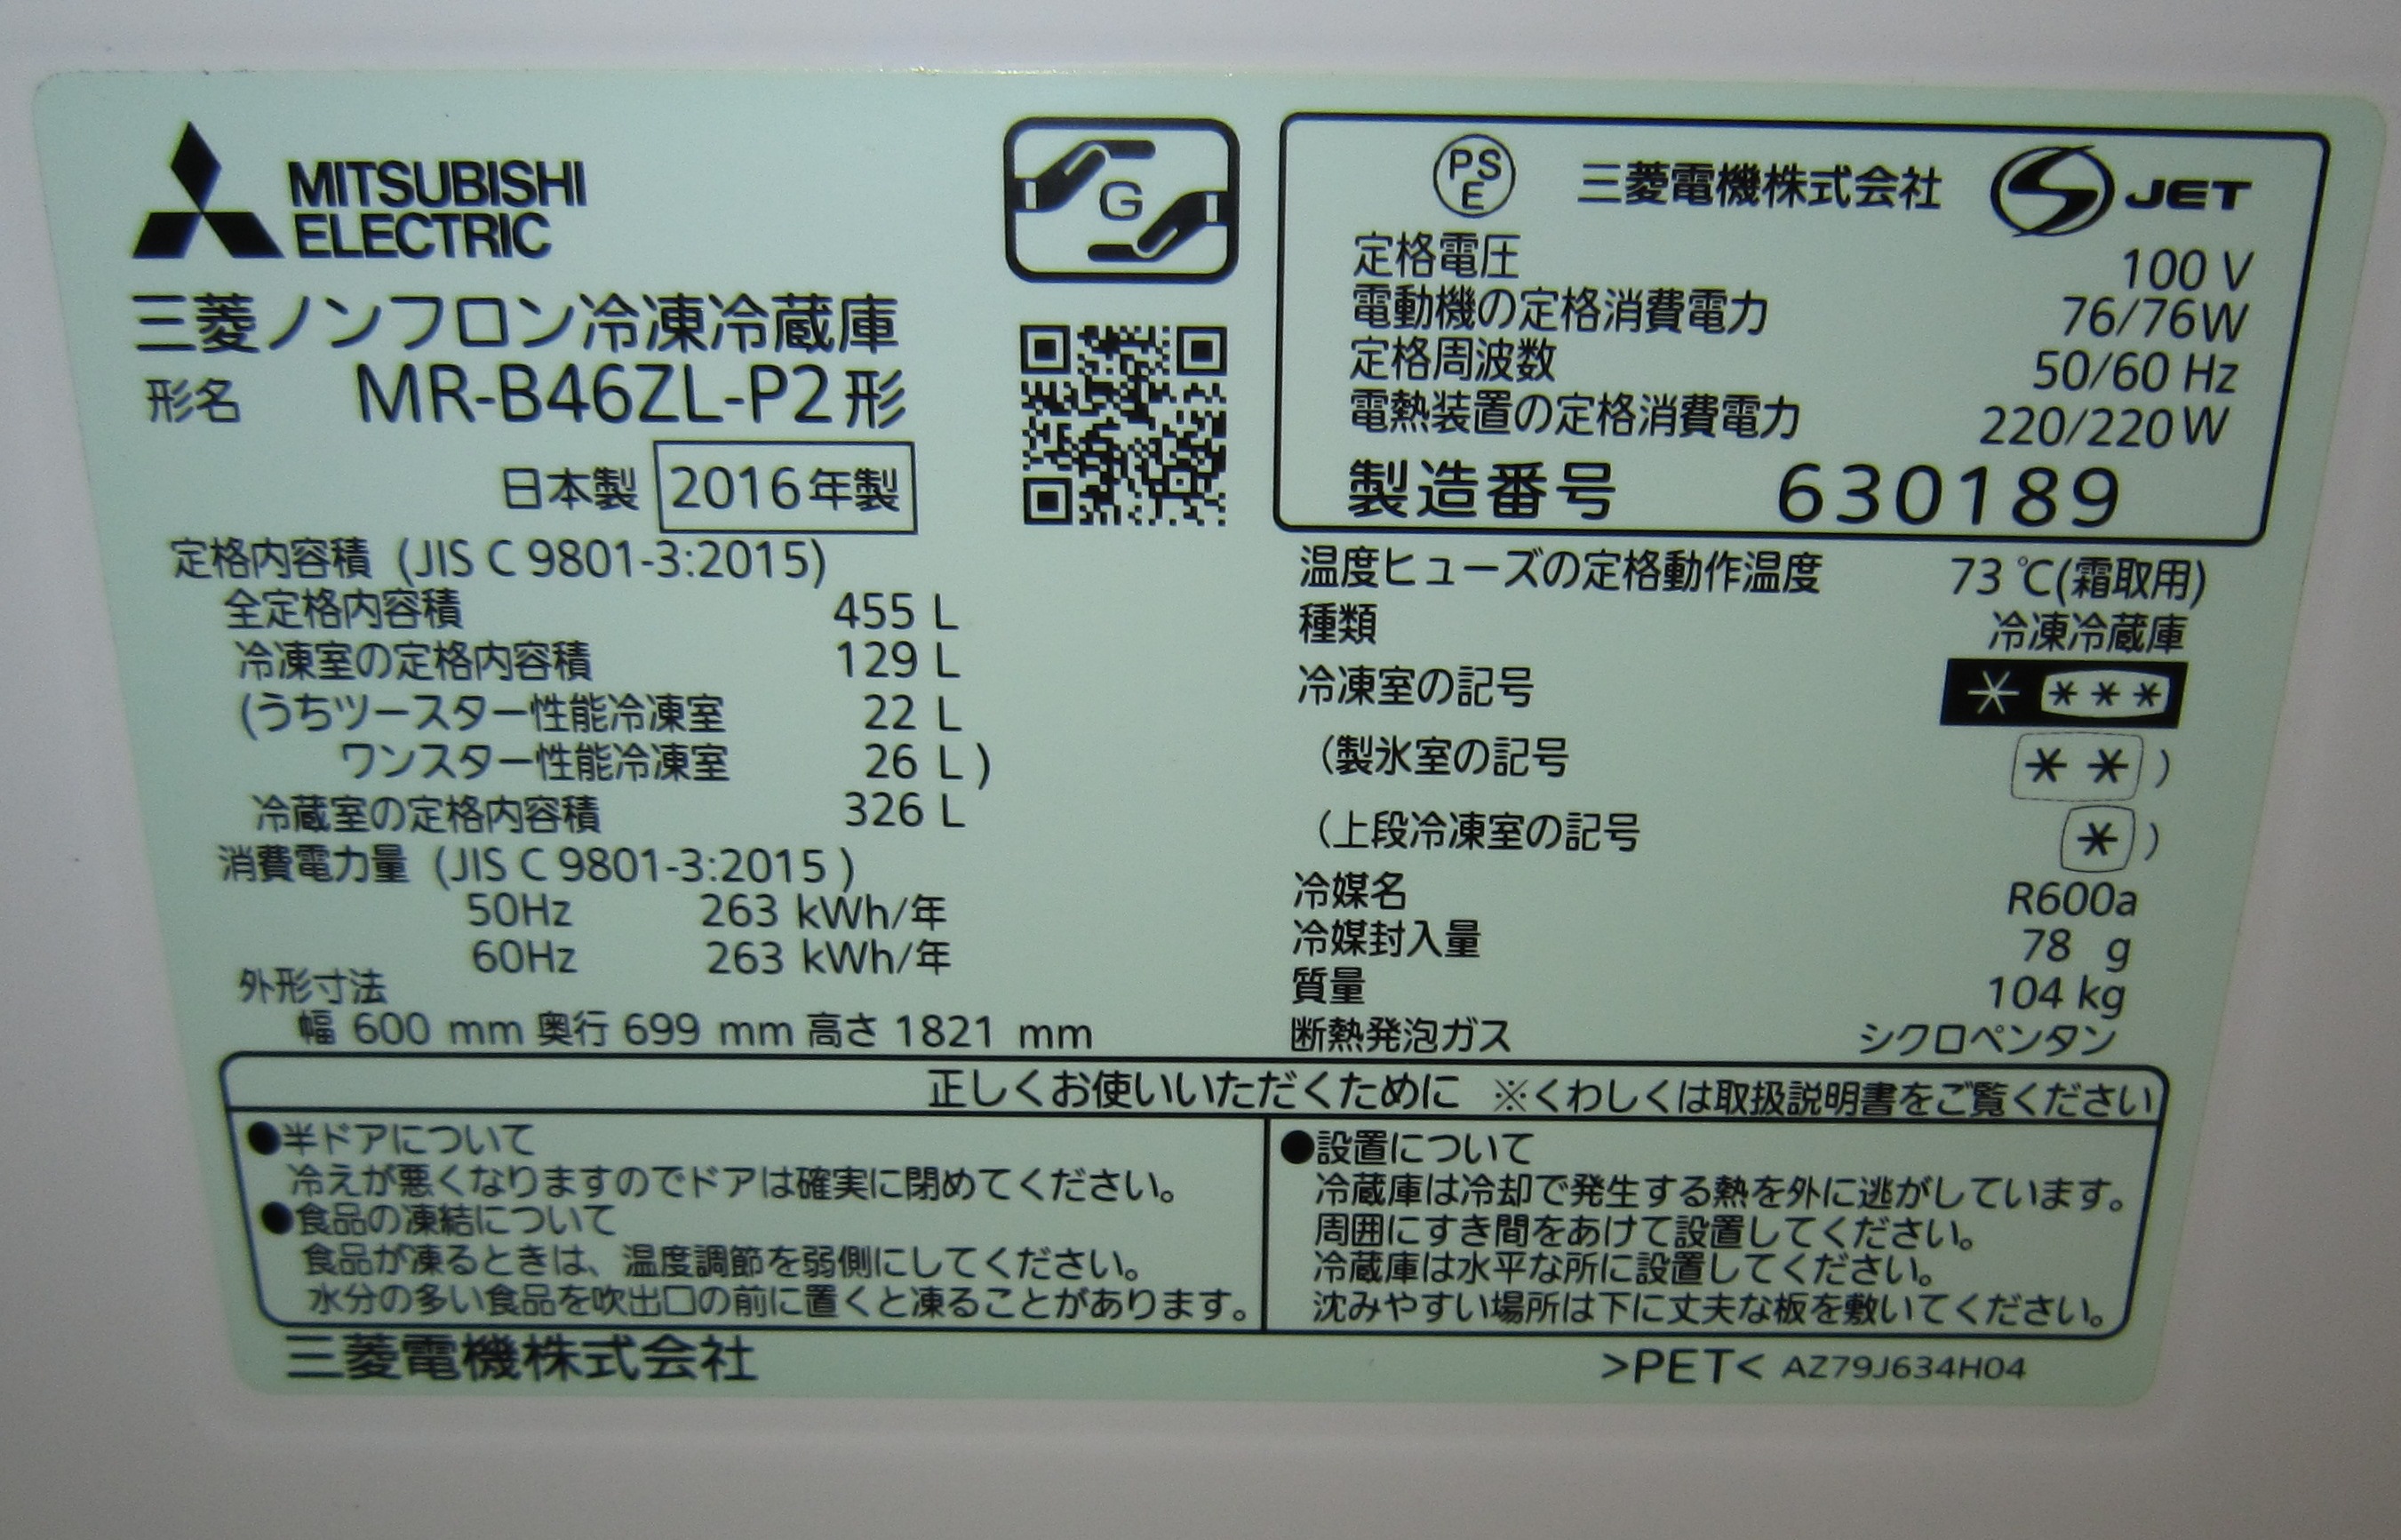 MITSUBISHI
ELECTRIC
三菱ノンフロン冷凍冷蔵庫
形名 MR-B46ZL-P2形
日本製 2016年製
定格内容積 (JIS C 9801-3:2015)
全定格内容積 455 L
冷凍室の定格内容積 129 L
(うちツースター性能冷凍室 22 L
ワンスター性能冷凍室 26 L)
冷蔵室の定格内容積 326 L
消費電力量 (JIS C 9801-3:2015 )
50Hz 263 kWh/年
60Hz 263 kWh/年
外形寸法
幅 600 mm 奥行 699 mm 高さ 1821 mm
G
PS
E
三菱電機株式会社 S JET
定格電圧 100 V
電動機の定格消費電力 76/76W
定格周波数 50/60 Hz
電熱装置の定格消費電力 220/220W
製造番号 630189
温度ヒューズの定格動作温度 73℃(霜取用)
種類 冷凍冷蔵庫
冷凍室の記号 * ***
(製氷室の記号 **)
(上段冷凍室の記号 *)
冷媒名 R600a
冷媒封入量 78 g
質量 104 kg
断熱発泡ガス シクロペンタン
正しくお使いいただくために ※くわしくは取扱説明書をご覧ください
●半ドアについて
冷えが悪くなりますのでドアは確実に閉めてください。
●食品の凍結について
食品が凍るときは、温度調節を弱側にしてください。
水分の多い食品を吹出口の前に置くと凍ることがあります。
●設置について
冷蔵庫は冷却で発生する熱を外に逃がしています。
周囲にすき間をあけて設置してください。
冷蔵庫は水平な所に設置してください。
沈みやすい場所は下に丈夫な板を敷いてください。
三菱電機株式会社
>PET< AZ79J634H04